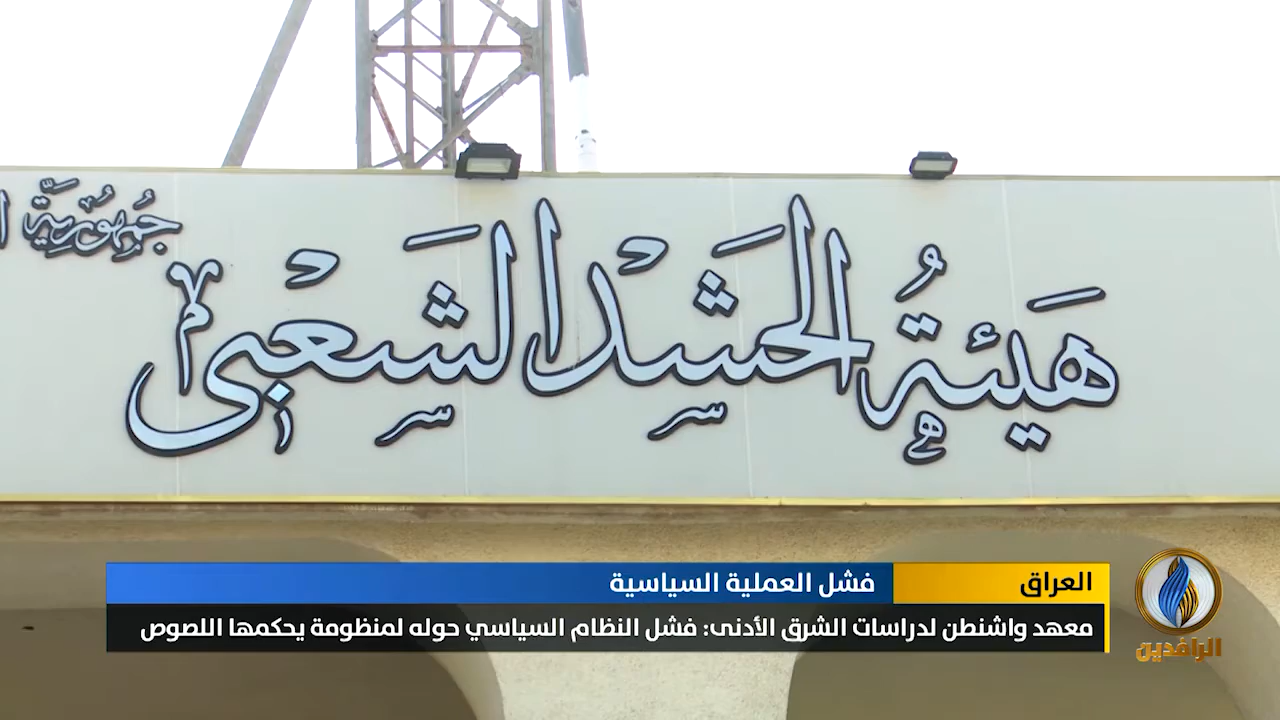 جمهورية
هيئة الحشد الشعبي
العراق
فشل العملية السياسية
معهد واشنطن لدراسات الشرق الأدنى: فشل النظام السياسي حوله لمنظومة يحكمها اللصوص
الرافدين